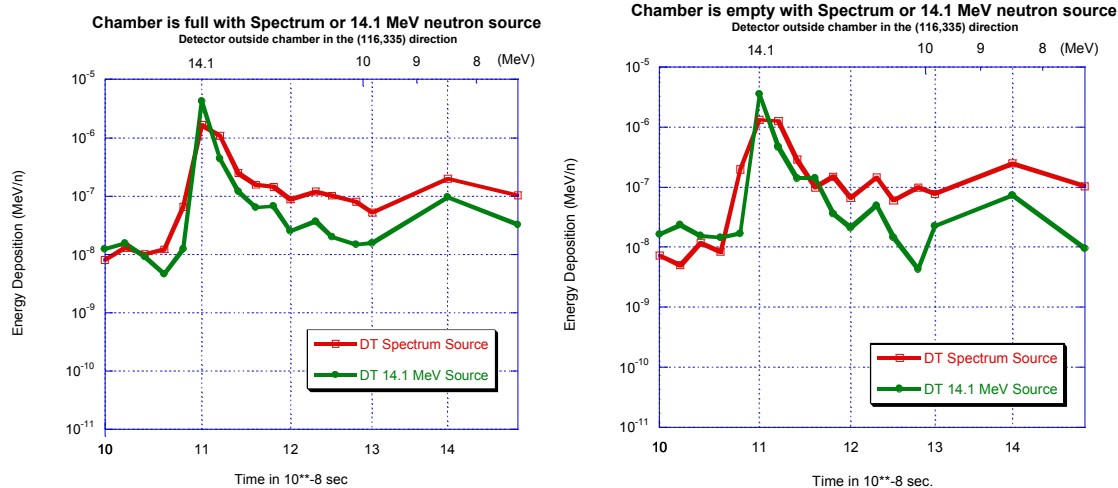 Chamber is full with Spectrum or 14.1 MeV neutron source
Detector outside chamber in the (116,335) direction
14.1 10 9 8 (MeV)
10-5
10-6
10-7
10-8
10-9
10-10
10-11
Energy Deposition (MeV/n)
DT Spectrum Source
DT 14.1 MeV Source
10 11 12 13 14
Time in 10**-8 sec
Chamber is empty with Spectrum or 14.1 MeV neutron source
Detector outside chamber in the (116,335) direction
14.1 10 9 8 (MeV)
10-5
10-6
10-7
10-8
10-9
10-10
10-11
Energy Deposition (MeV/n)
DT Spectrum Source
DT 14.1 MeV Source
10 11 12 13 14
Time in 10**-8 sec.